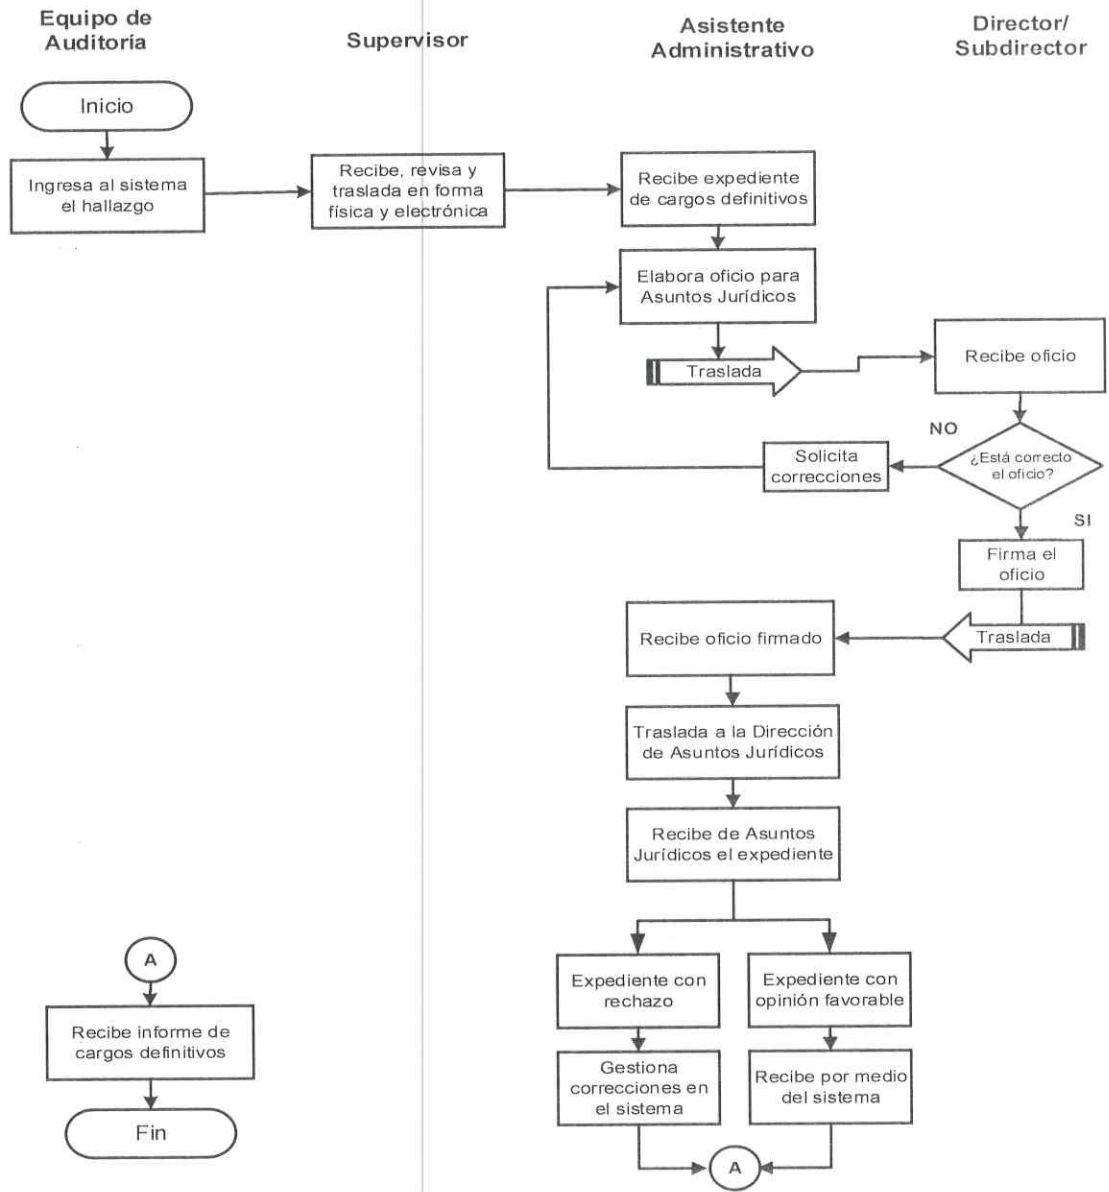 Equipo de
Auditoría
Supervisor
Asistente
Administrativo
Director/
Subdirector
Inicio
Ingresa al sistema
el hallazgo
Recibe, revisa y
traslada en forma
física y electrónica
Recibe expediente
de cargos definitivos
Elabora oficio para
Asuntos Jurídicos
Traslada
Recibe oficio
NO
¿Está correcto
el oficio?
Solicita
correcciones
SI
Firma el
oficio
Traslada
Recibe oficio firmado
Traslada a la Dirección
de Asuntos Jurídicos
Recibe de Asuntos
Jurídicos el expediente
Expediente con
rechazo
Expediente con
opinión favorable
Gestiona
correcciones en
el sistema
Recibe por medio
del sistema
A
A
Recibe informe de
cargos definitivos
Fin